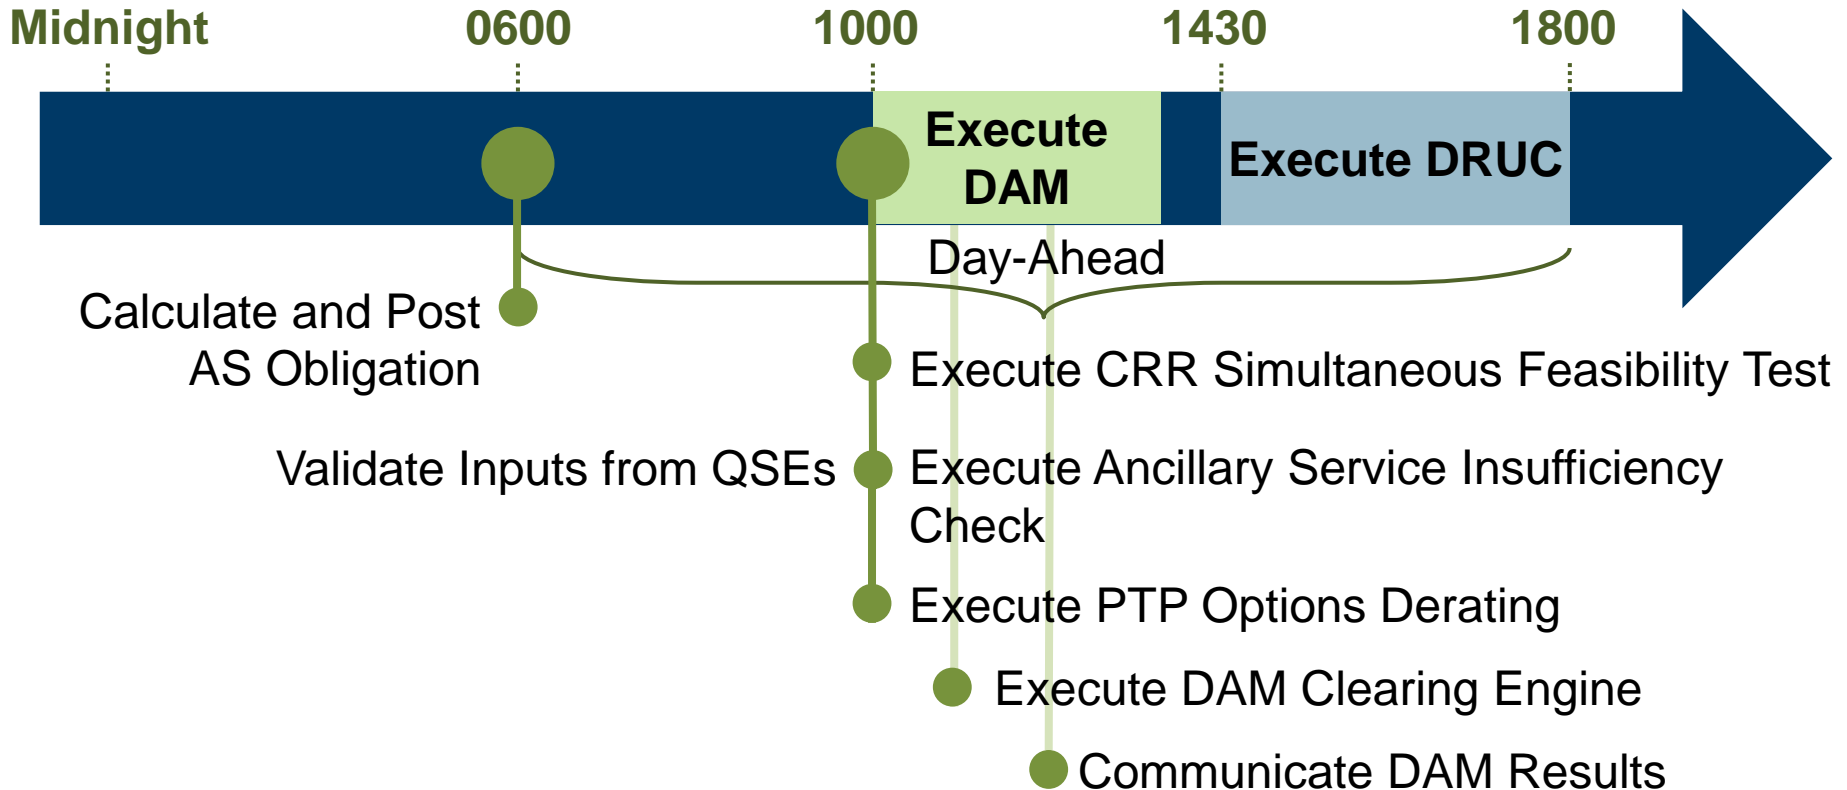 Midnight
0600
1000
1430
1800
Execute
DAM
Execute DRUC
Day-Ahead
Calculate and Post
AS Obligation
Execute CRR Simultaneous Feasibility Test
Validate Inputs from QSEs
Execute Ancillary Service Insufficiency
Check
Execute PTP Options Derating
Execute DAM Clearing Engine
Communicate DAM Results